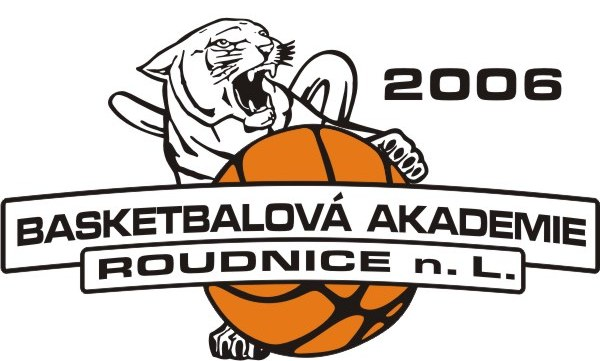 2006
BASKETBALOVÁ AKADEMIE
ROUDNICE n. L.